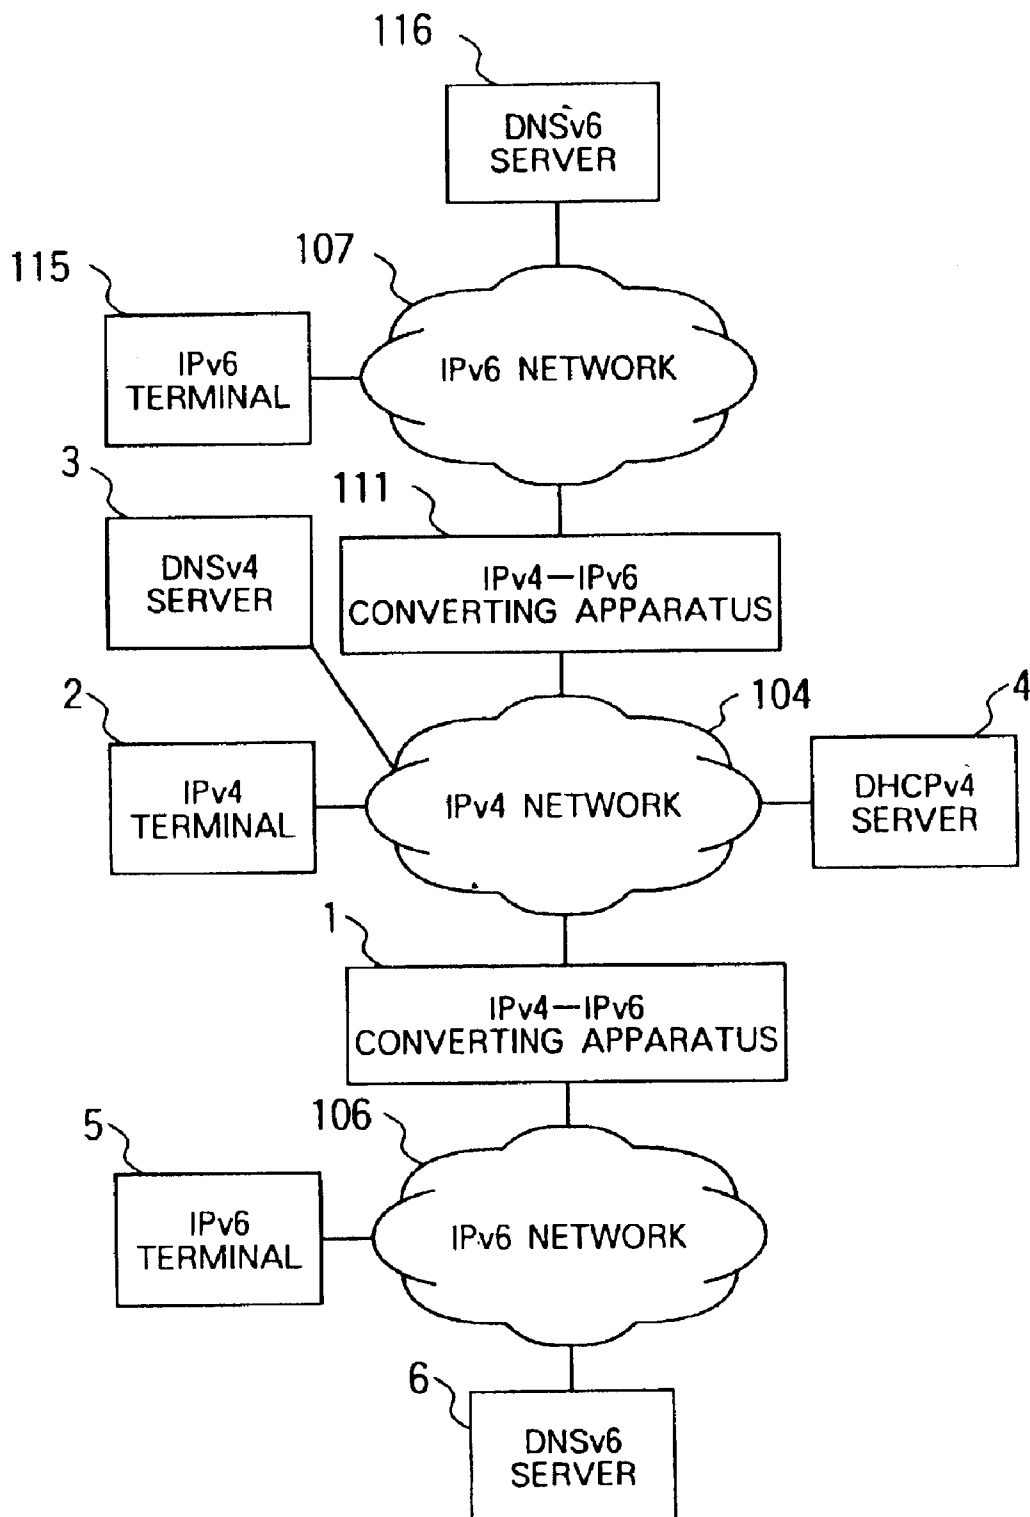 116
DNSv6
SERVER
107
115
IPv6
TERMINAL
IPv6 NETWORK
3
111
DNSv4
SERVER
IPv4-IPv6
CONVERTING APPARATUS
2
104
4
IPv4
TERMINAL
IPv4 NETWORK
DHCPv4
SERVER
1
IPv4-IPv6
CONVERTING APPARATUS
5
106
IPv6
TERMINAL
IPv6 NETWORK
6
DNSv6
SERVER